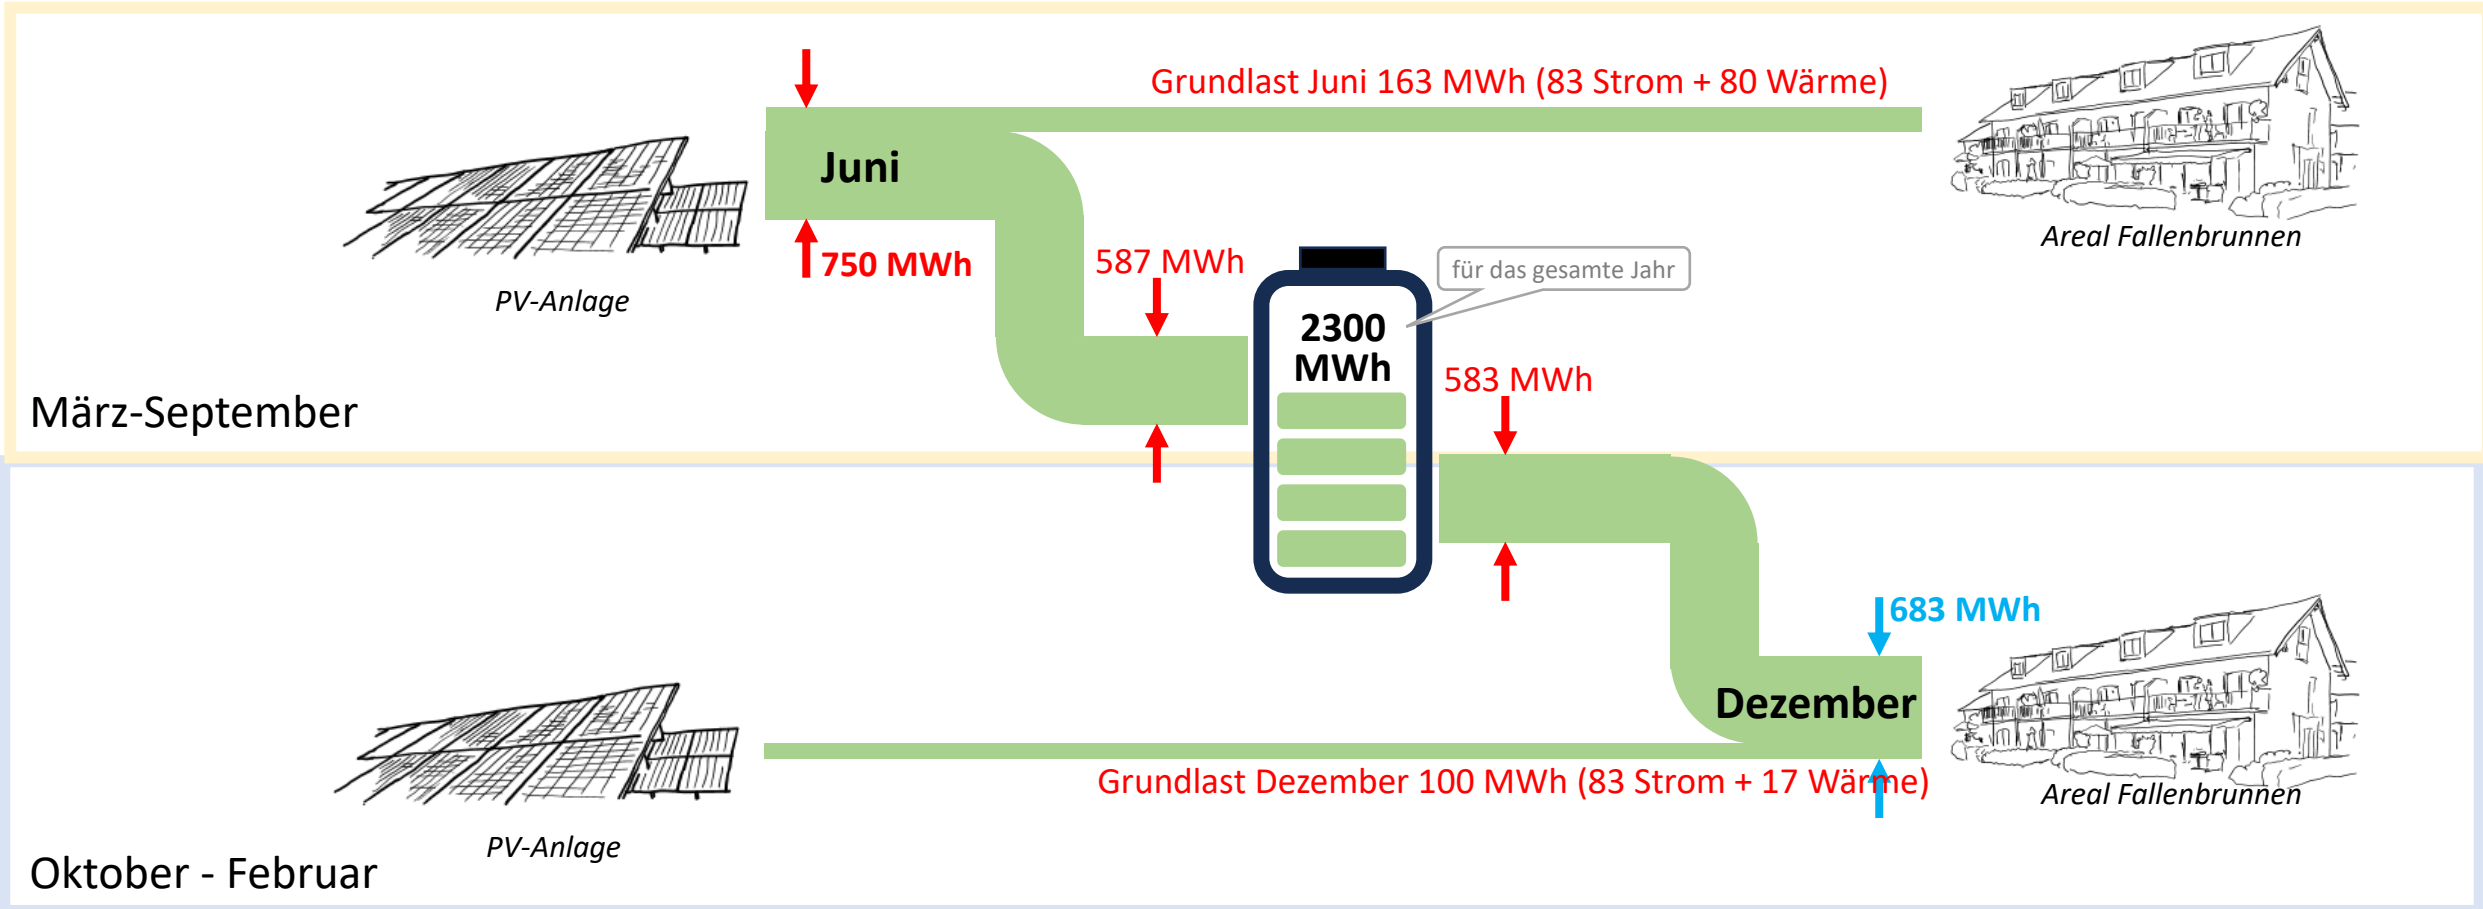 Grundlast Juni 163 MWh (83 Strom + 80 Wärme)
Juni
750 MWh
PV-Anlage
587 MWh
Areal Fallenbrunnen
für das gesamte Jahr
2300
MWh
583 MWh
März-September
683 MWh
Dezember
Grundlast Dezember 100 MWh (83 Strom + 17 Wärme)
Areal Fallenbrunnen
PV-Anlage
Oktober - Februar